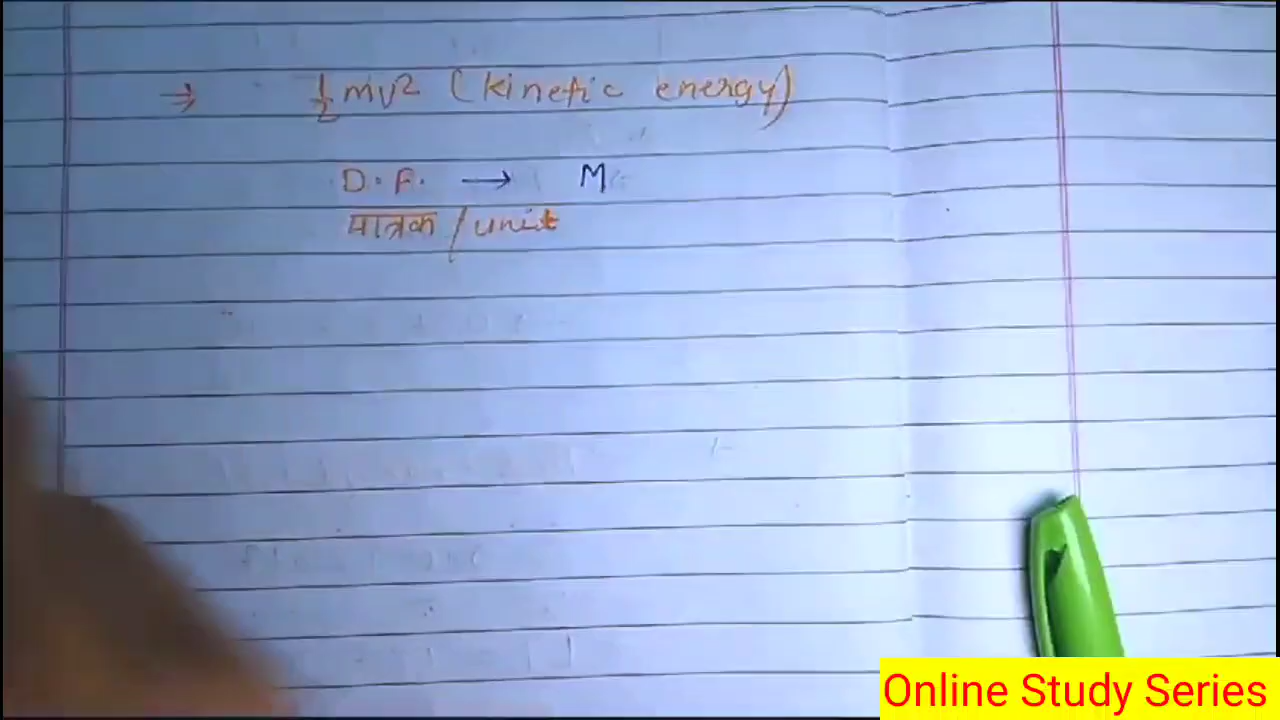 ⇒ ½mv² (kinetic energy)
D.F. → M
मात्रक / unit
Online Study Series